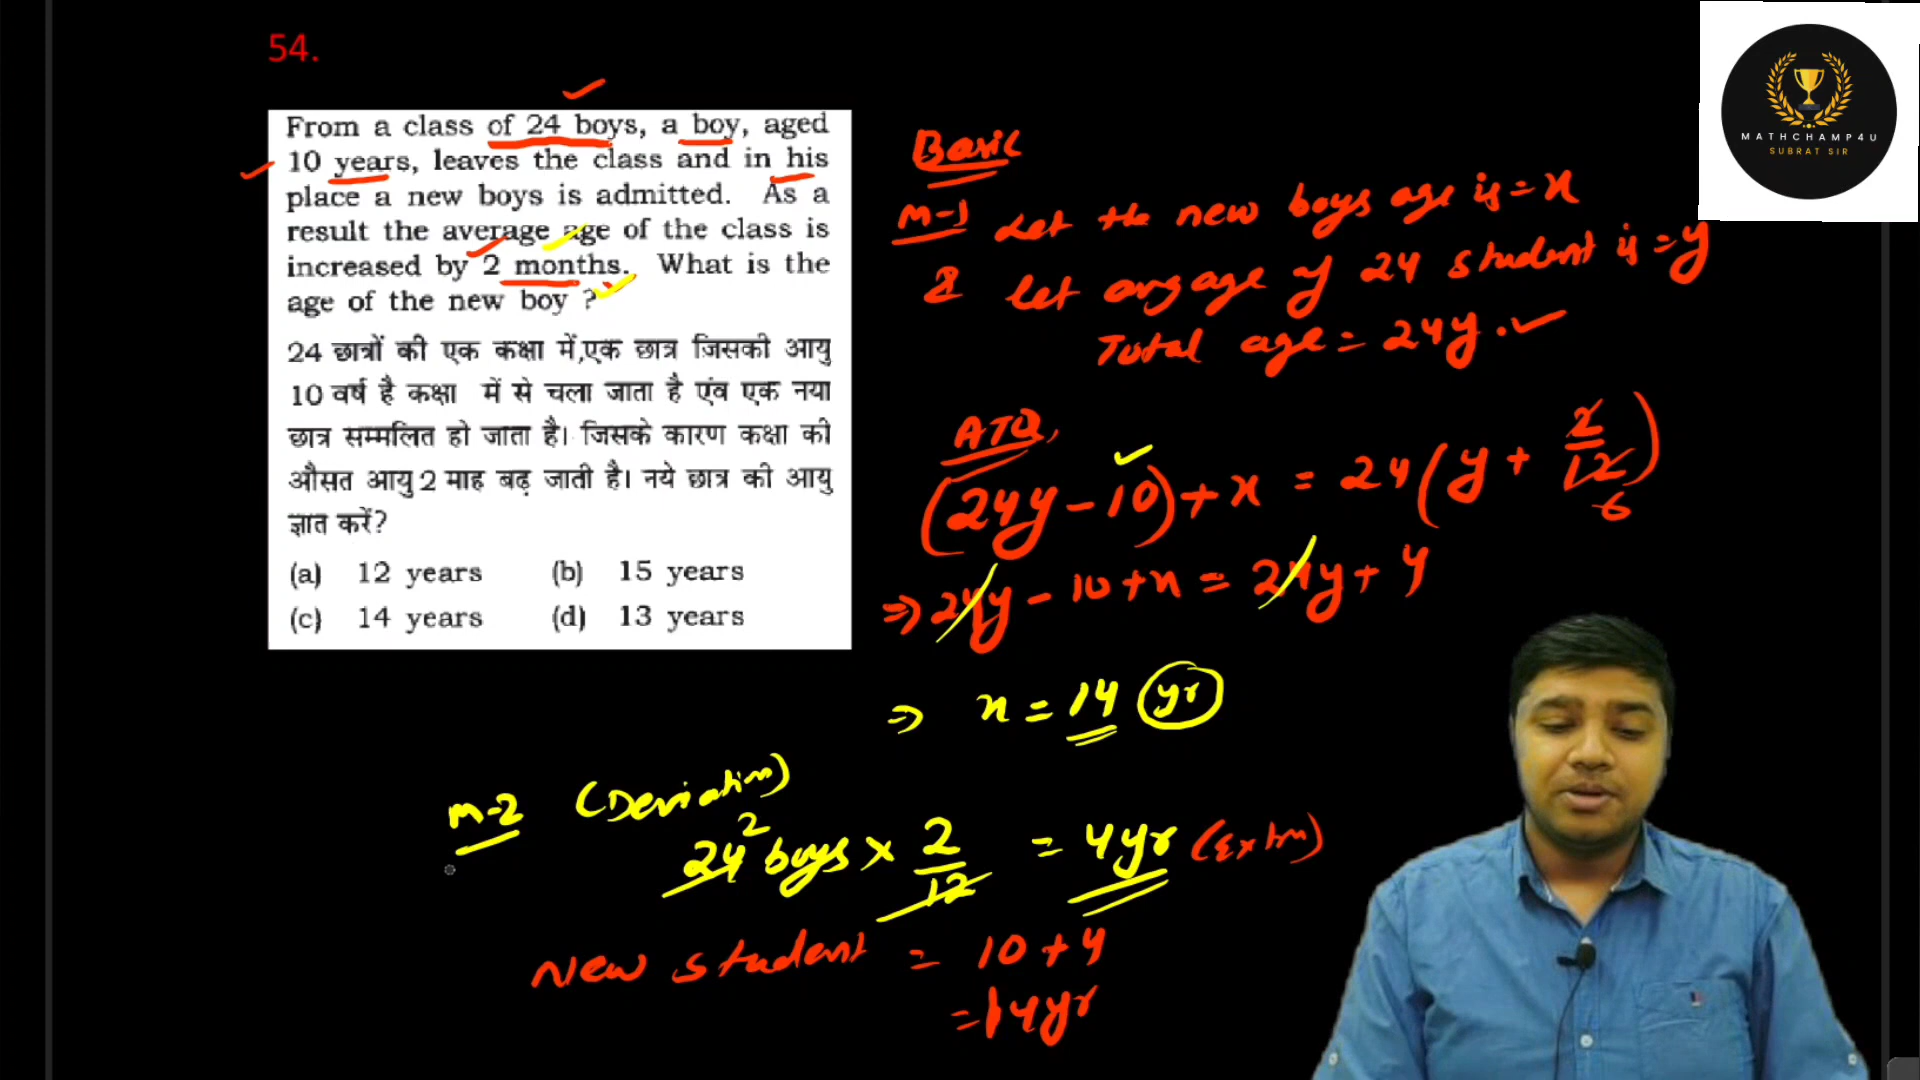 54.
From a class of 24 boys, a boy, aged
10 years, leaves the class and in his
place a new boys is admitted. As a
result the average age of the class is
increased by 2 months. What is the
age of the new boy ?
24 छात्रों की एक कक्षा में,एक छात्र जिसकी आयु
10 वर्ष है कक्षा में से चला जाता है एंव एक नया
छात्र सम्मलित हो जाता है। जिसके कारण कक्षा की
औसत आयु 2 माह बढ़ जाती है। नये छात्र की आयु
ज्ञात करें?
(a) 12 years (b) 15 years
(c) 14 years (d) 13 years
MATHCHAMP4U
SUBRAT SIR
Basic
M-1 Let the new boys age is = x
& let avg age of 24 student is = y
Total age = 24y.
ATQ,
(24y - 10) + x = 24(y + 2/12)
6
⇒ 24y - 10 + x = 24y + 4
⇒ x = 14 yr
M-2 (Deviation)
24 boys × 2/12 = 4yr (Extra)
2
New student = 10 + 4
= 14yr